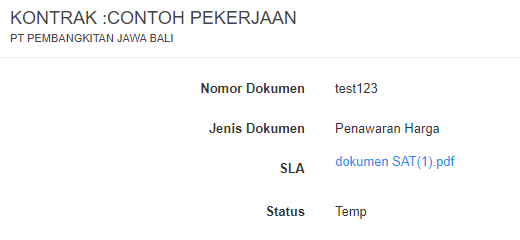 KONTRAK :CONTOH PEKERJAAN
PT PEMBANGKITAN JAWA BALI
Nomor Dokumen test123
Jenis Dokumen Penawaran Harga
SLA dokumen SAT(1).pdf
Status Temp